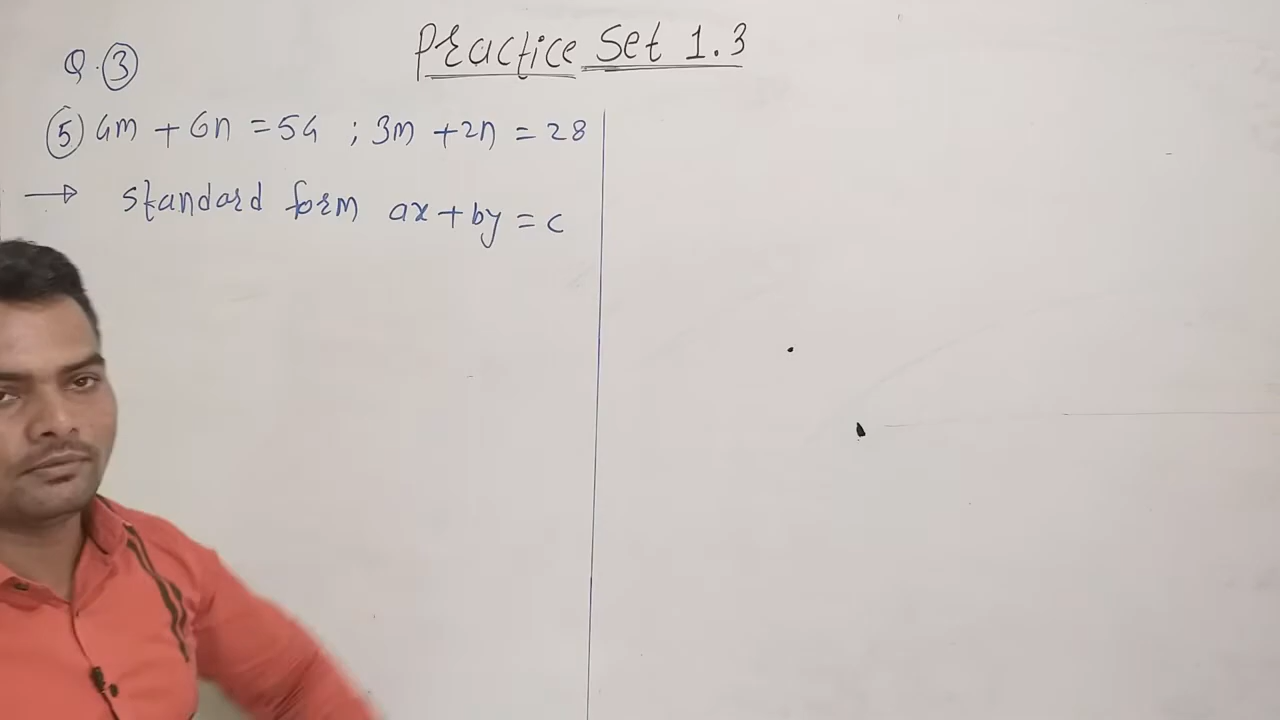 Practice Set 1.3
Q.3
5 4m + 6n = 54 ; 3m + 2n = 28
→ standard form ax + by = c